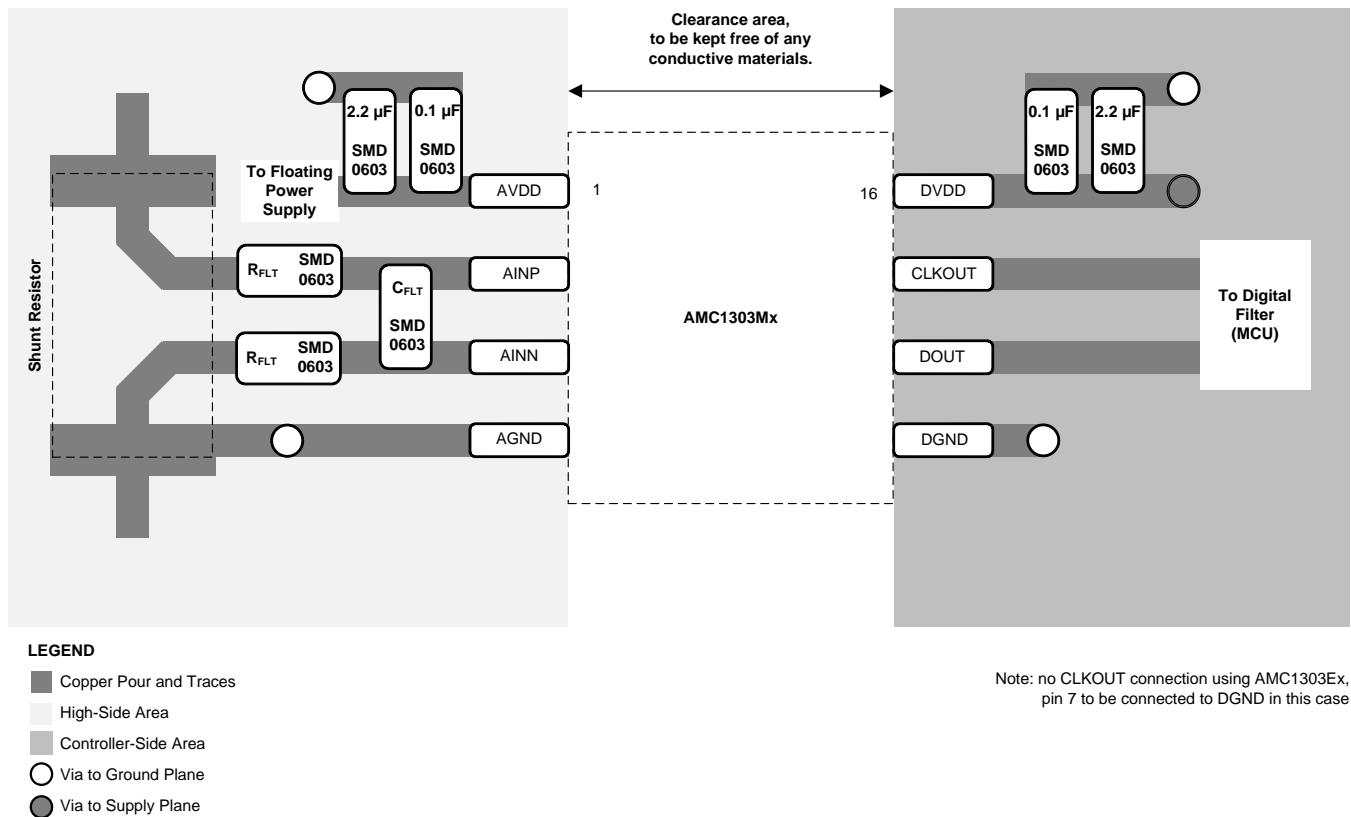 Clearance area,
to be kept free of any
conductive materials.
2.2 µF
SMD
0603
0.1 µF
SMD
0603
0.1 µF
SMD
0603
2.2 µF
SMD
0603
To Floating
Power
Supply
AVDD
1
16
DVDD
Shunt Resistor
RFLT
SMD
0603
AINP
CFLT
SMD
0603
CLKOUT
To Digital
Filter
(MCU)
AMC1303Mx
RFLT
SMD
0603
AINN
DOUT
AGND
DGND
LEGEND
Copper Pour and Traces
High-Side Area
Controller-Side Area
Via to Ground Plane
Via to Supply Plane
Note: no CLKOUT connection using AMC1303Ex,
pin 7 to be connected to DGND in this case